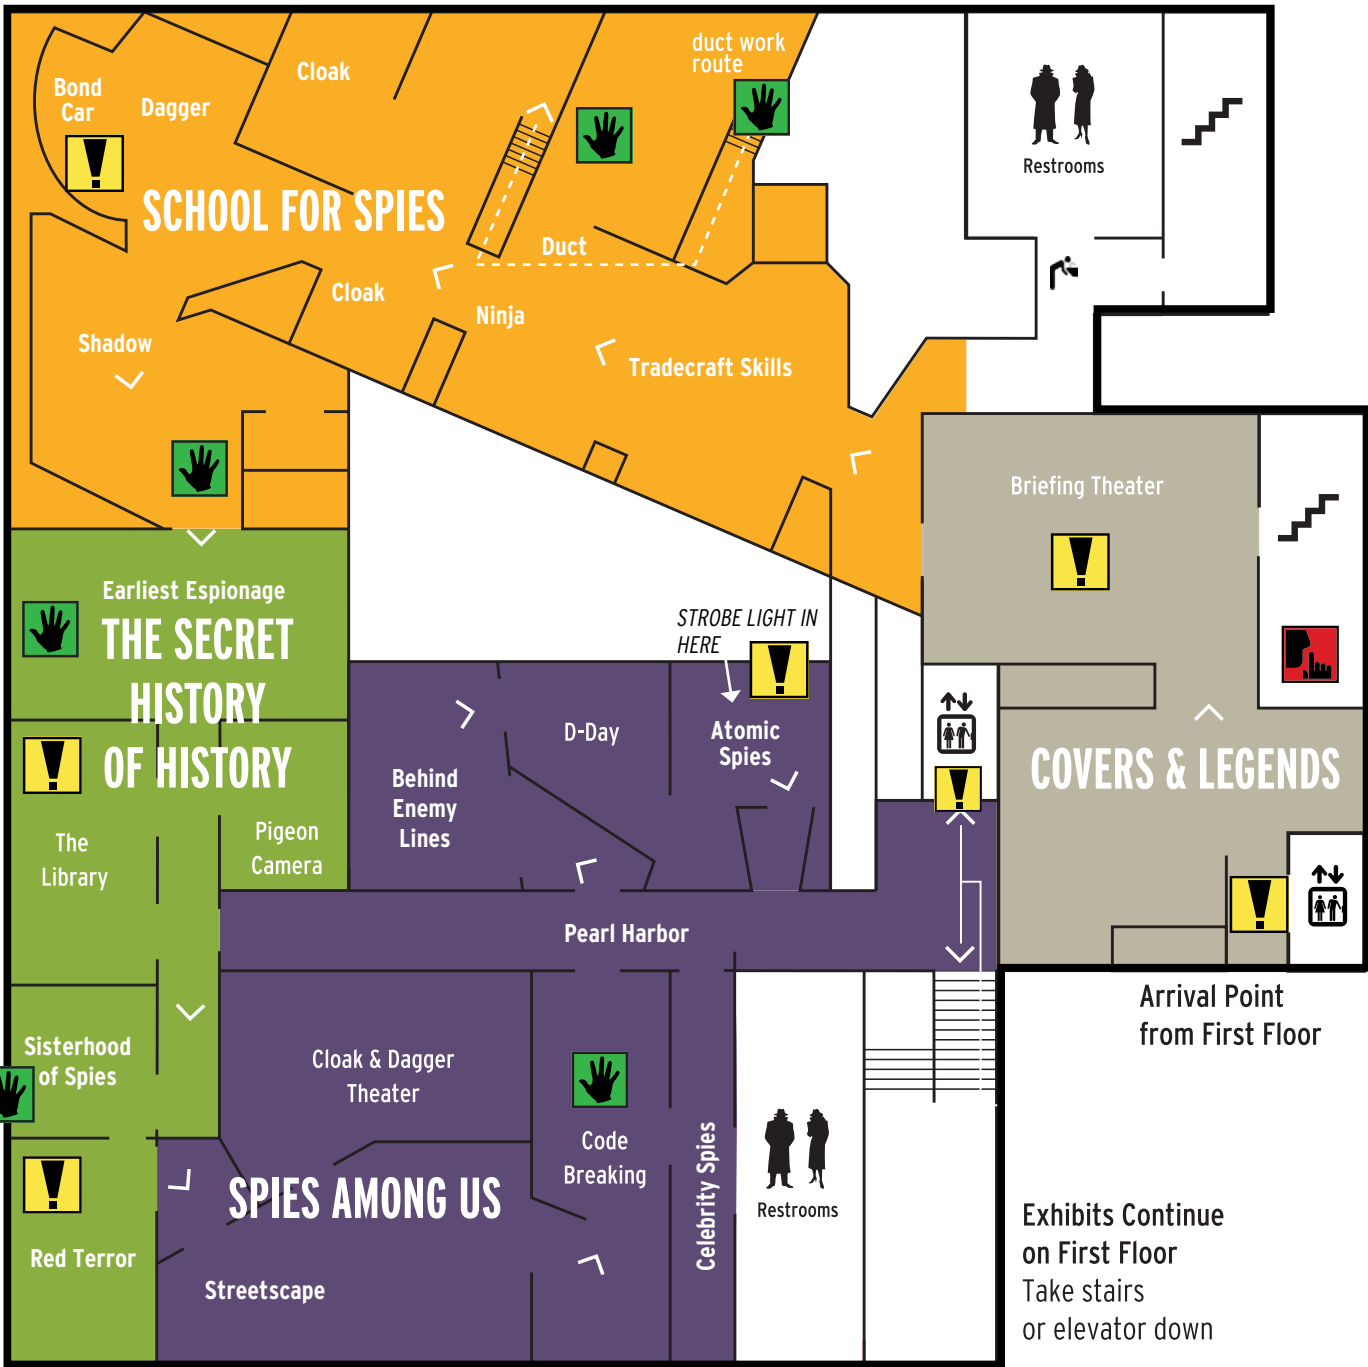 duct work
route
Cloak
Bond
Car
Dagger
Restrooms
SCHOOL FOR SPIES
Duct
Cloak
Ninja
Shadow
Tradecraft Skills
Briefing Theater
Earliest Espionage
THE SECRET
HISTORY
OF HISTORY
STROBE LIGHT IN
HERE
D-Day
Atomic
Spies
Behind
Enemy
Lines
COVERS & LEGENDS
The
Library
Pigeon
Camera
Pearl Harbor
Arrival Point
from First Floor
Sisterhood
of Spies
Cloak & Dagger
Theater
Code
Breaking
Celebrity Spies
SPIES AMONG US
Restrooms
Red Terror
Streetscape
Exhibits Continue
on First Floor
Take stairs
or elevator down